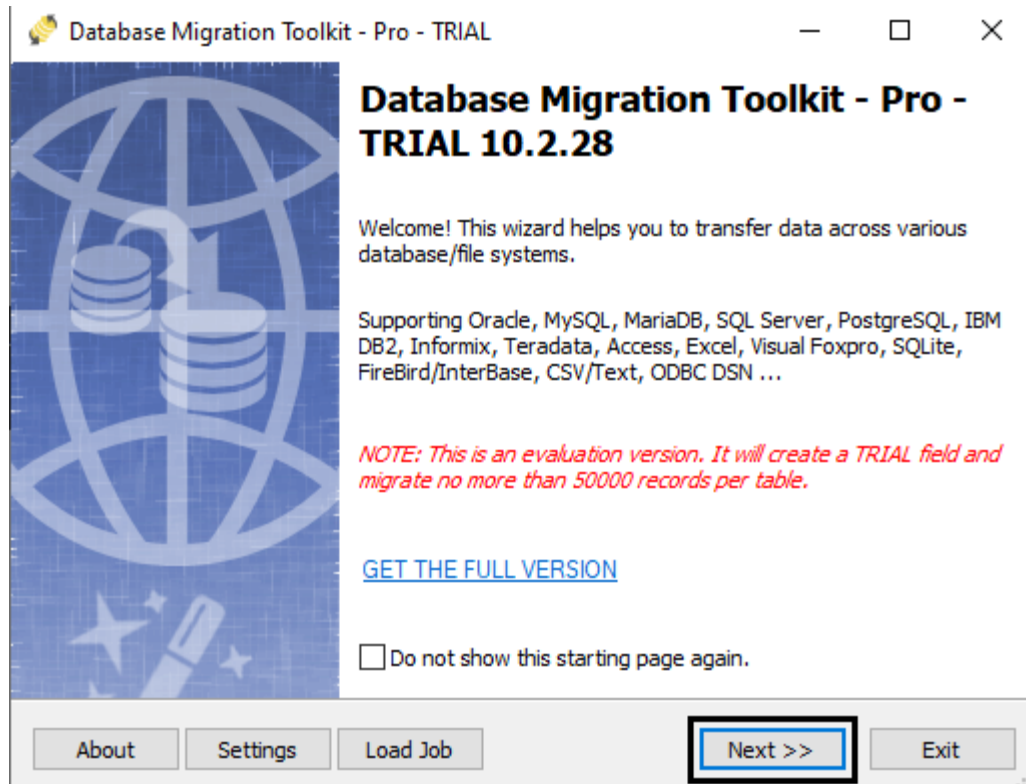 Database Migration Toolkit - Pro - TRIAL
Database Migration Toolkit - Pro -
TRIAL 10.2.28
Welcome! This wizard helps you to transfer data across various
database/file systems.
Supporting Oracle, MySQL, MariaDB, SQL Server, PostgreSQL, IBM
DB2, Informix, Teradata, Access, Excel, Visual Foxpro, SQLite,
FireBird/InterBase, CSV/Text, ODBC DSN ...
NOTE: This is an evaluation version. It will create a TRIAL field and
migrate no more than 50000 records per table.
GET THE FULL VERSION
Do not show this starting page again.
About Settings Load Job Next >> Exit